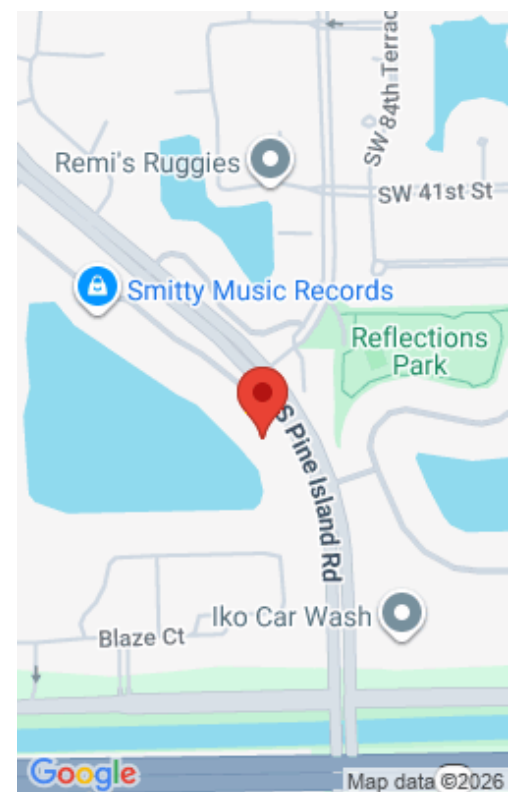 SW 84th Terrac
Remi's Ruggies
SW 41st St
Smitty Music Records
Reflections
Park
S Pine Island Rd
Iko Car Wash
Blaze Ct
Google
Map data ©2026